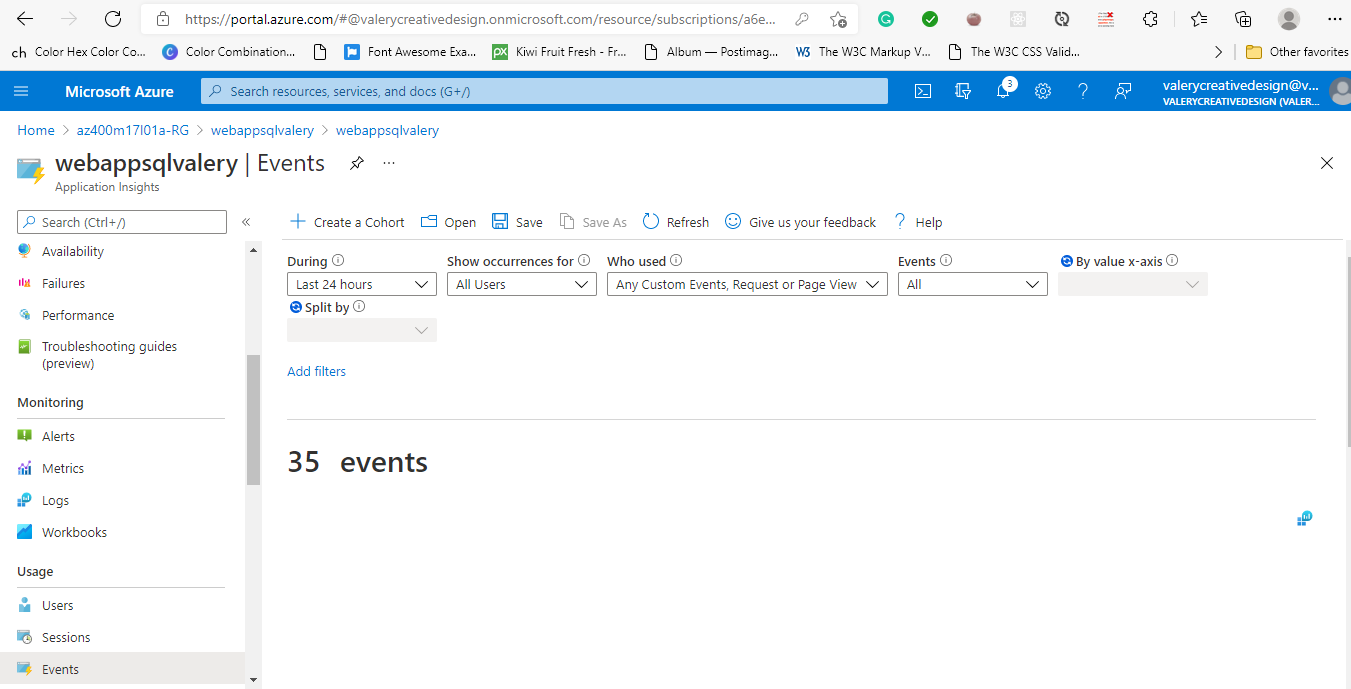 https://portal.azure.com/#@valerycreativedesign.onmicrosoft.com/resource/subscriptions/a6e...
ch Color Hex Color Co... C Color Combination... Font Awesome Exa... px Kiwi Fruit Fresh - Fr... Album — Postimag... W3 The W3C Markup V... The W3C CSS Valid... Other favorites
Microsoft Azure
Search resources, services, and docs (G+/)
3
valerycreativedesign@v...
VALERYCREATIVEDESIGN (VALER...
Home > az400m17l01a-RG > webappsqlvalery > webappsqlvalery
webappsqlvalery | Events
Application Insights
Search (Ctrl+/)
Availability
Failures
Performance
Troubleshooting guides
(preview)
Monitoring
Alerts
Metrics
Logs
Workbooks
Usage
Users
Sessions
Events
Create a Cohort Open Save Save As Refresh Give us your feedback Help
During Show occurrences for Who used Events By value x-axis
Last 24 hours All Users Any Custom Events, Request or Page View All
Split by
Add filters
35 events